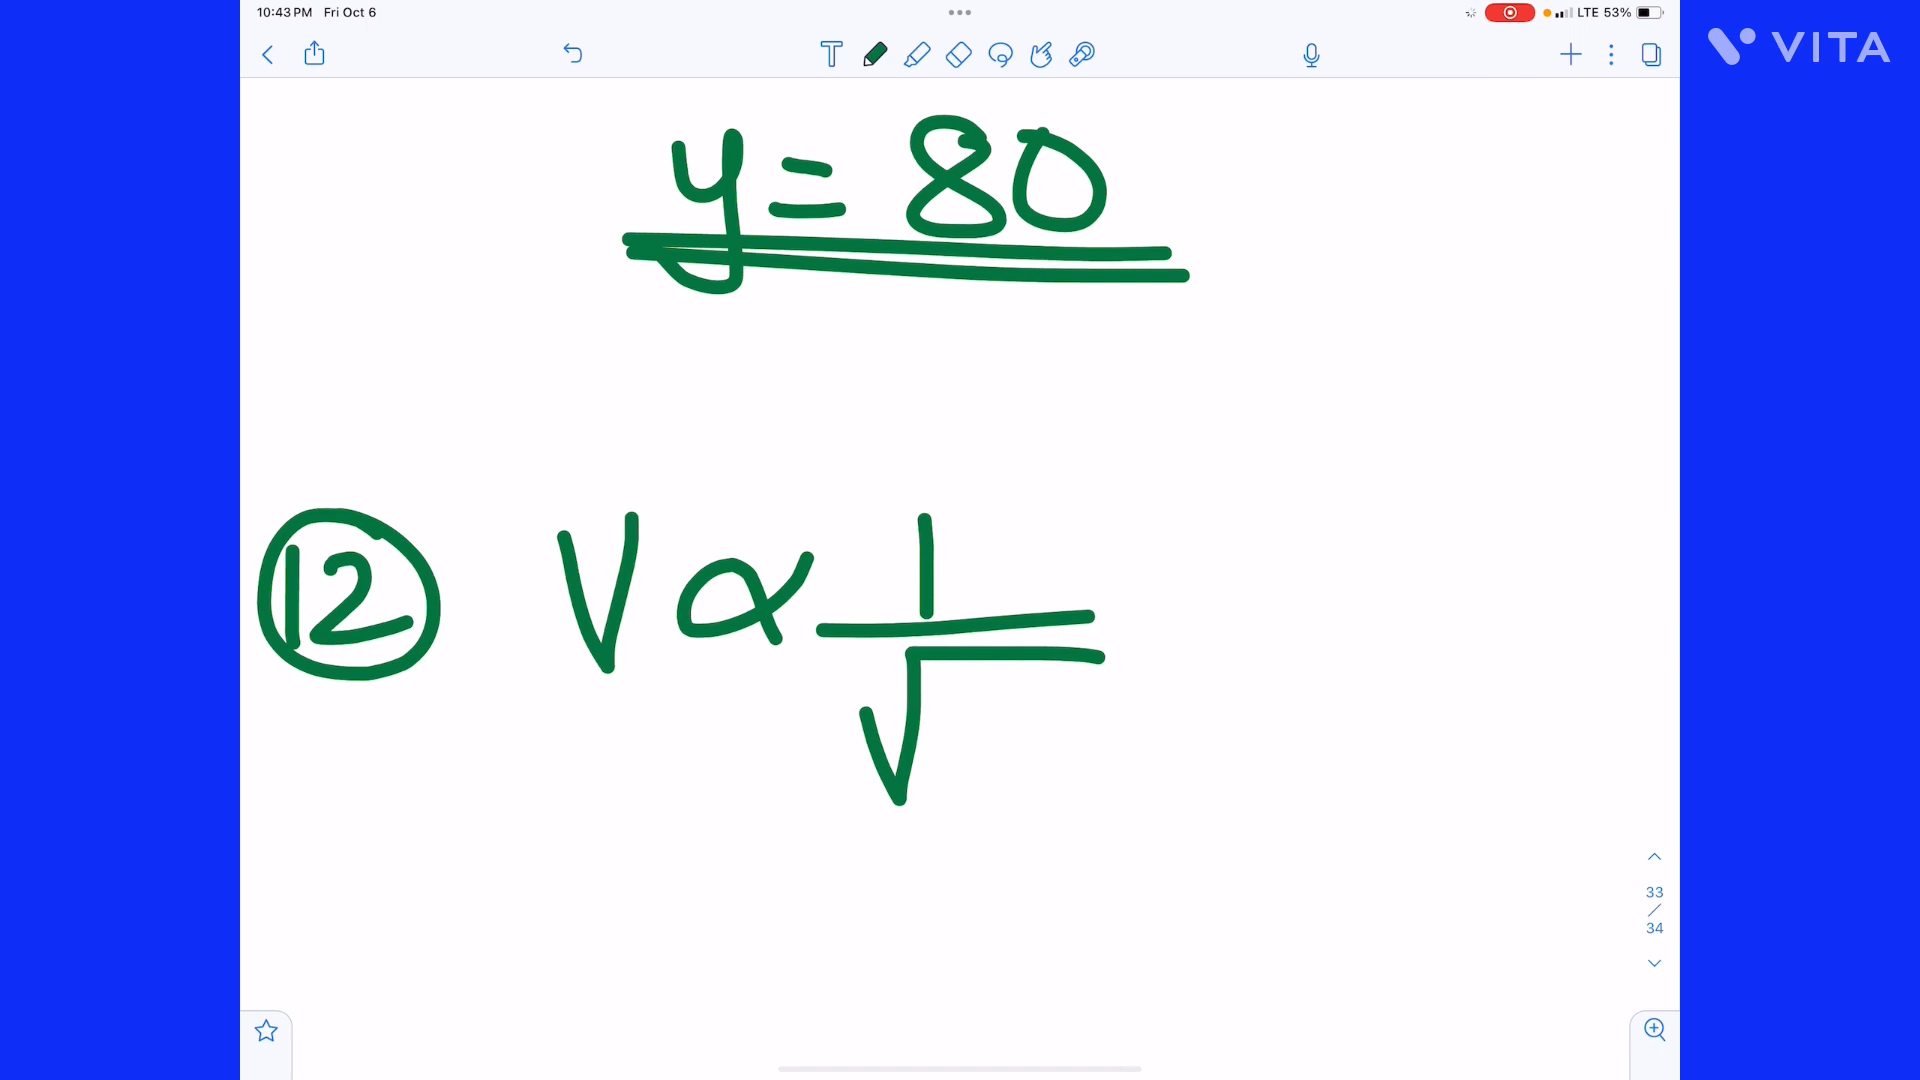 10:43 PM Fri Oct 6
LTE 53%
VITA
T
y = 80
12 V ∝ 1/√
33
/
34